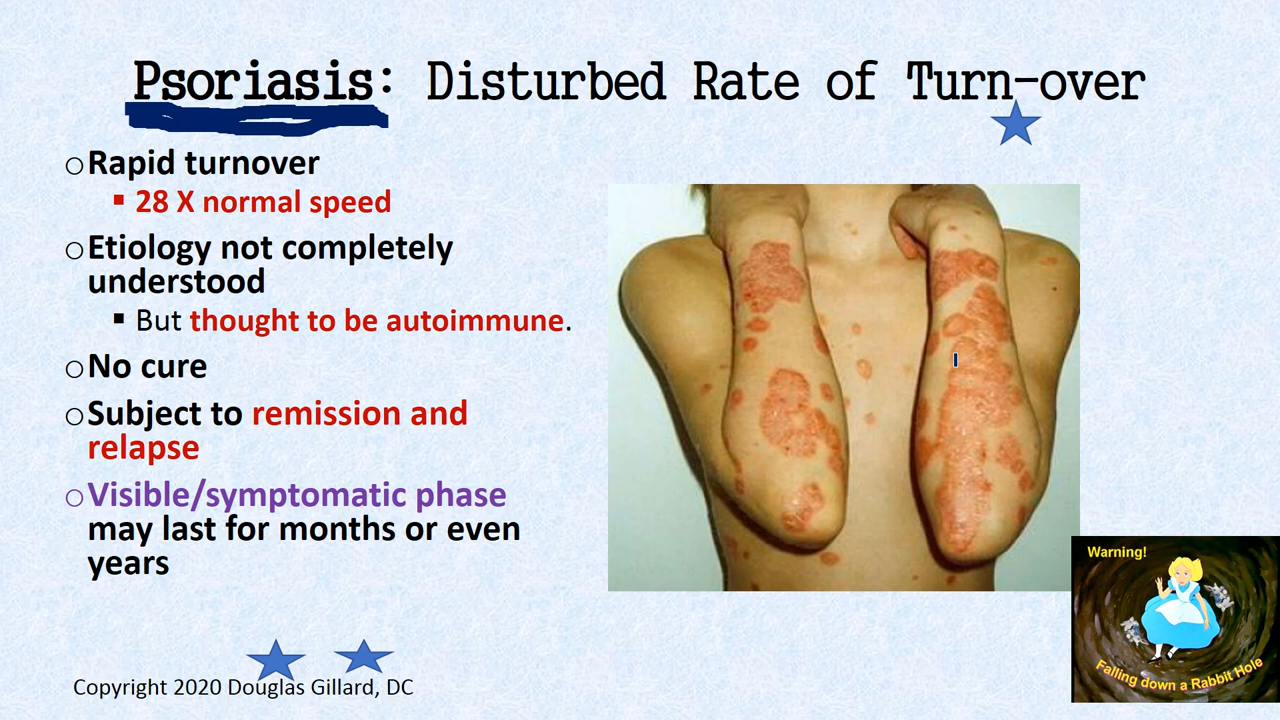 Psoriasis: Disturbed Rate of Turn-over
Rapid turnover
28 X normal speed
Etiology not completely
understood
But thought to be autoimmune.
No cure
Subject to remission and
relapse
Visible/symptomatic phase
may last for months or even
years
Warning!
Falling down a Rabbit Hole
Copyright 2020 Douglas Gillard, DC